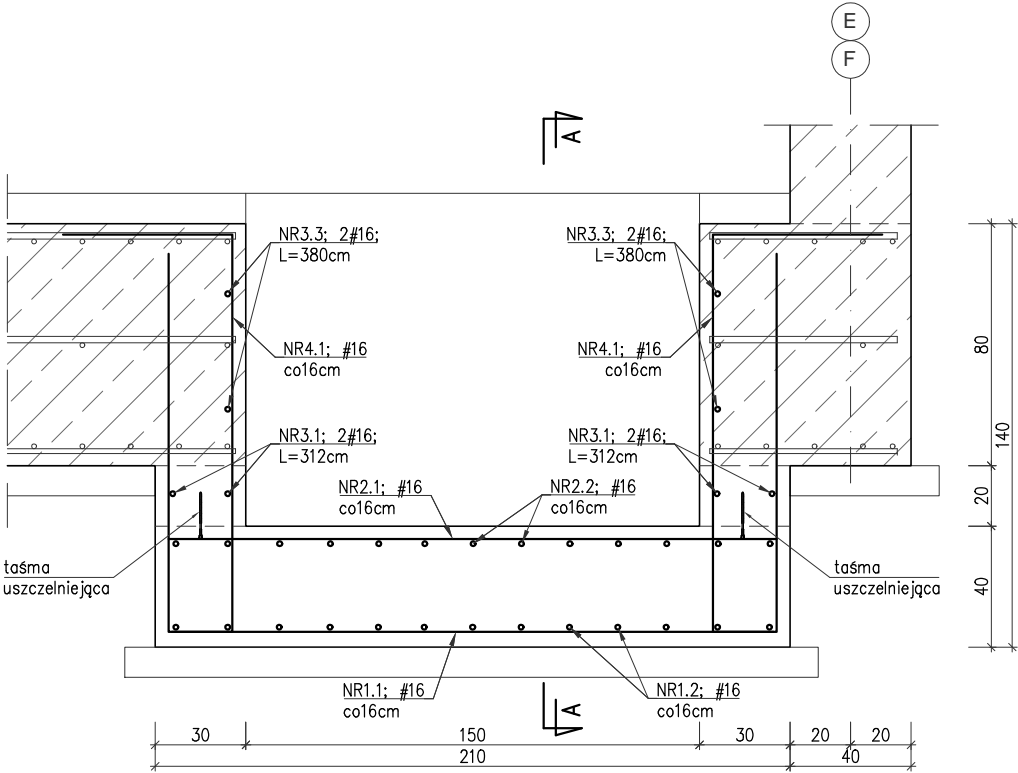 E
F
A
NR3.3; 2#16;
L=380cm
NR3.3; 2#16;
L=380cm
NR4.1; #16
co16cm
NR4.1; #16
co16cm
80
140
NR3.1; 2#16;
L=312cm
NR3.1; 2#16;
L=312cm
NR2.1; #16
co16cm
NR2.2; #16
co16cm
20
taśma
uszczelniejąca
taśma
uszczelniejąca
40
NR1.1; #16
co16cm
NR1.2; #16
co16cm
A
30
150
30
20
20
210
40